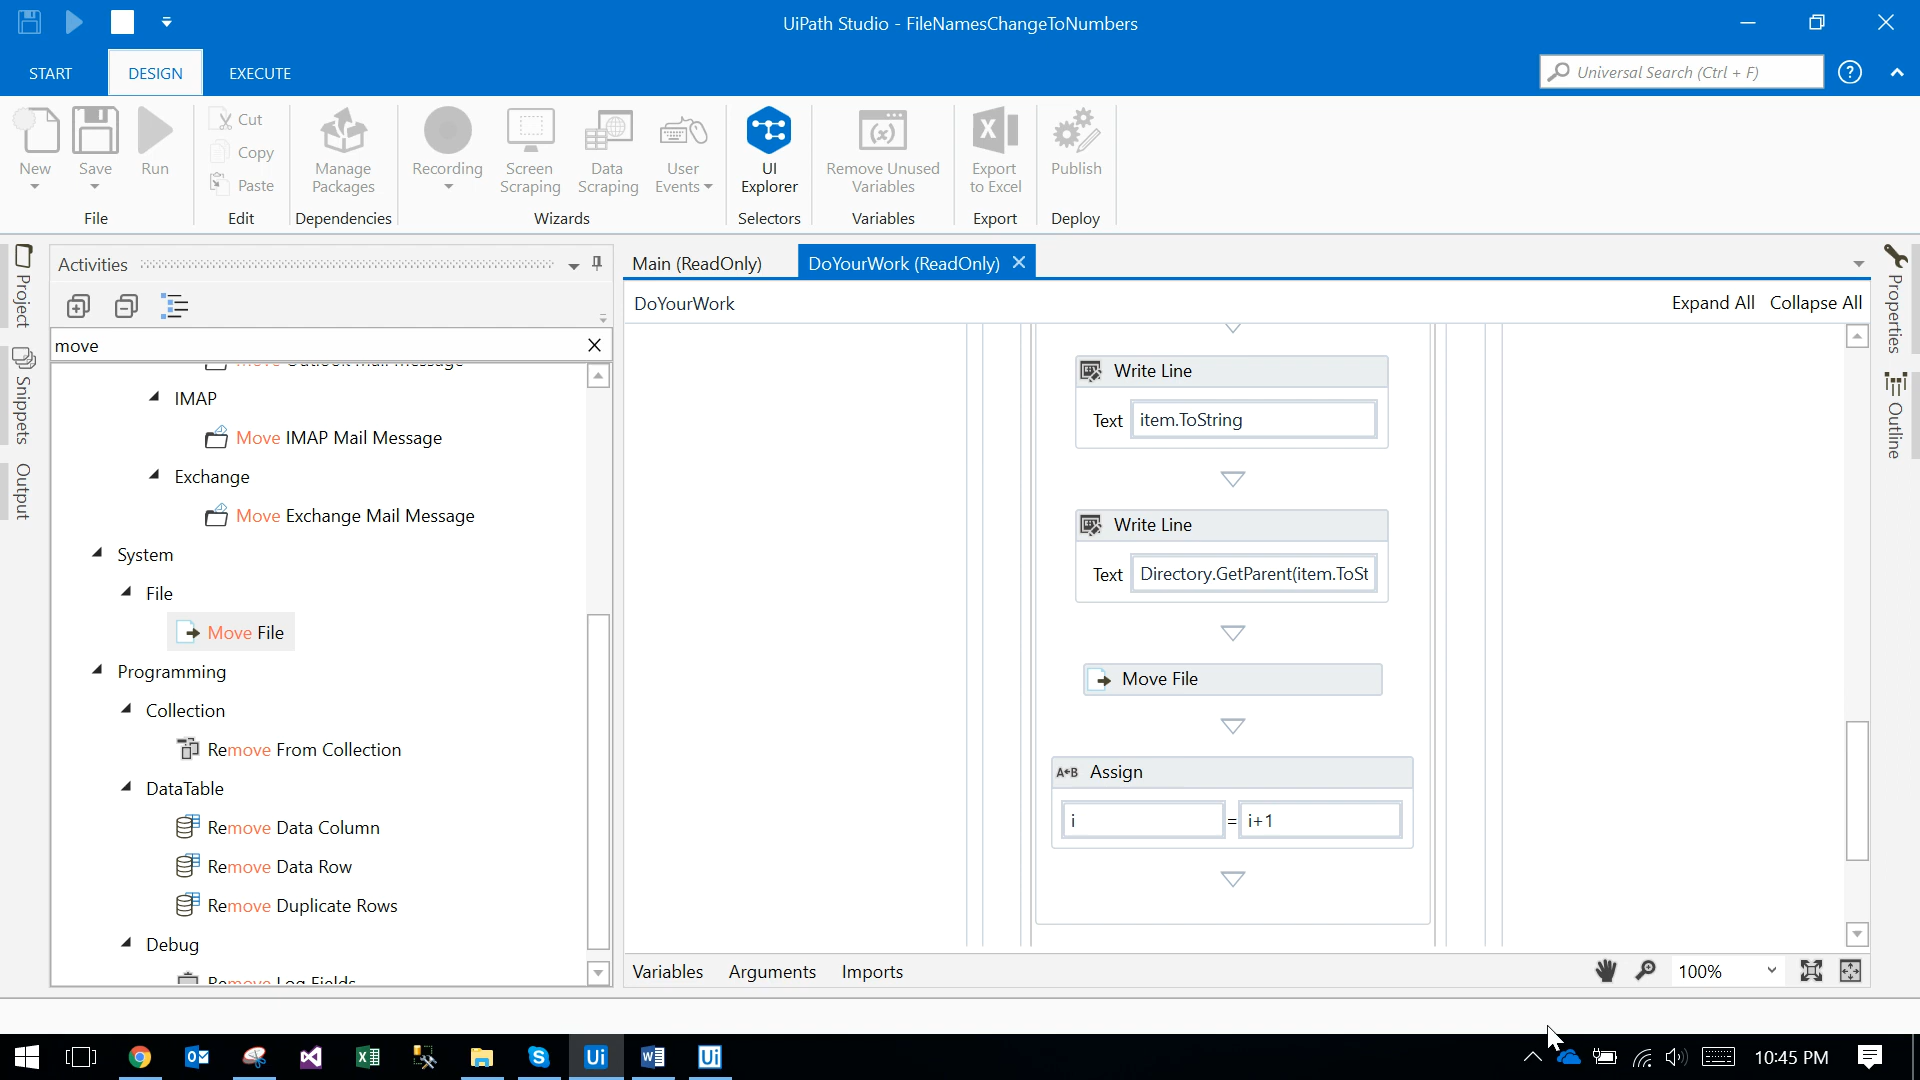 UiPath Studio - FileNamesChangeToNumbers
START
DESIGN
EXECUTE
Universal Search (Ctrl + F)
New
Save
Run
Cut
Copy
Paste
Manage
Packages
Recording
Screen
Scraping
Data
Scraping
User
Events
UI
Explorer
Remove Unused
Variables
Export
to Excel
Publish
File
Edit
Dependencies
Wizards
Selectors
Variables
Export
Deploy
Project
Snippets
Output
Activities
move
IMAP
Move IMAP Mail Message
Exchange
Move Exchange Mail Message
System
File
Move File
Programming
Collection
Remove From Collection
DataTable
Remove Data Column
Remove Data Row
Remove Duplicate Rows
Debug
Remove Log Fields
Main (ReadOnly)
DoYourWork (ReadOnly)
DoYourWork
Expand All
Collapse All
Write Line
Text
item.ToString
Write Line
Text
Directory.GetParent(item.ToSt
Move File
A+B Assign
i = i+1
Variables
Arguments
Imports
100%
Properties
Outline
10:45 PM